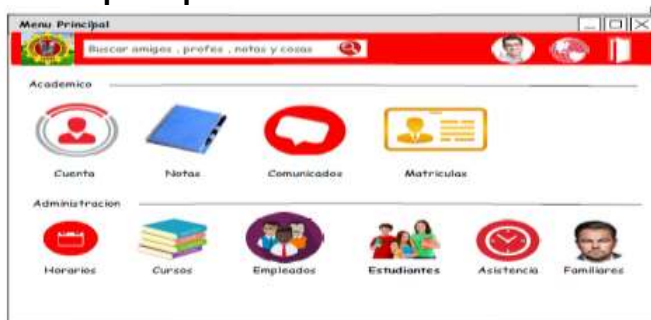 Menu Principal
Buscar amigos , profes , notas y cosas
Academico
Cuenta Notas Comunicados Matriculas
Administracion
Horarios Cursos Empleados Estudiantes Asistencia Familiares